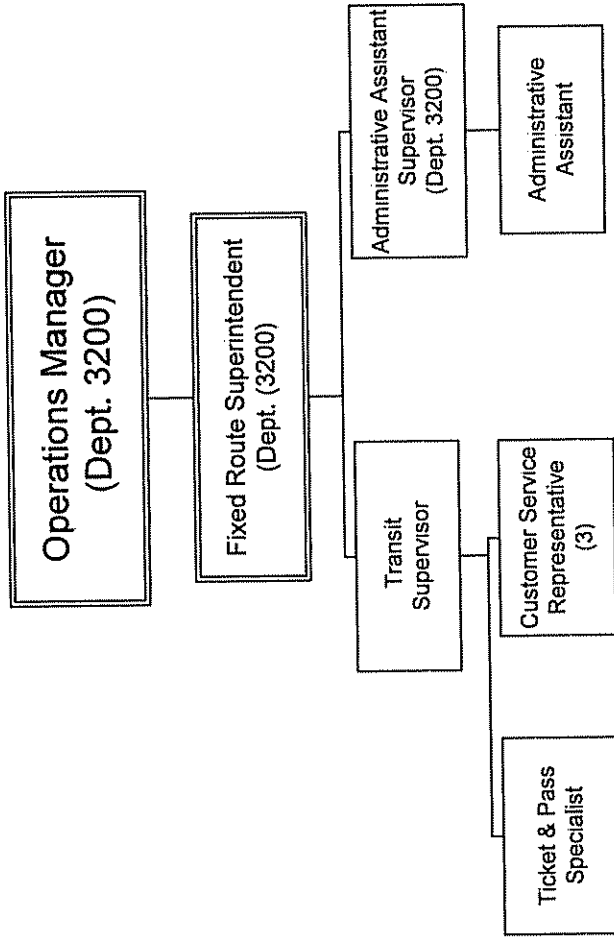 Operations Manager
(Dept. 3200)
Fixed Route Superintendent
(Dept. (3200)
Transit
Supervisor
Administrative Assistant
Supervisor
(Dept. 3200)
Ticket & Pass
Specialist
Customer Service
Representative
(3)
Administrative
Assistant